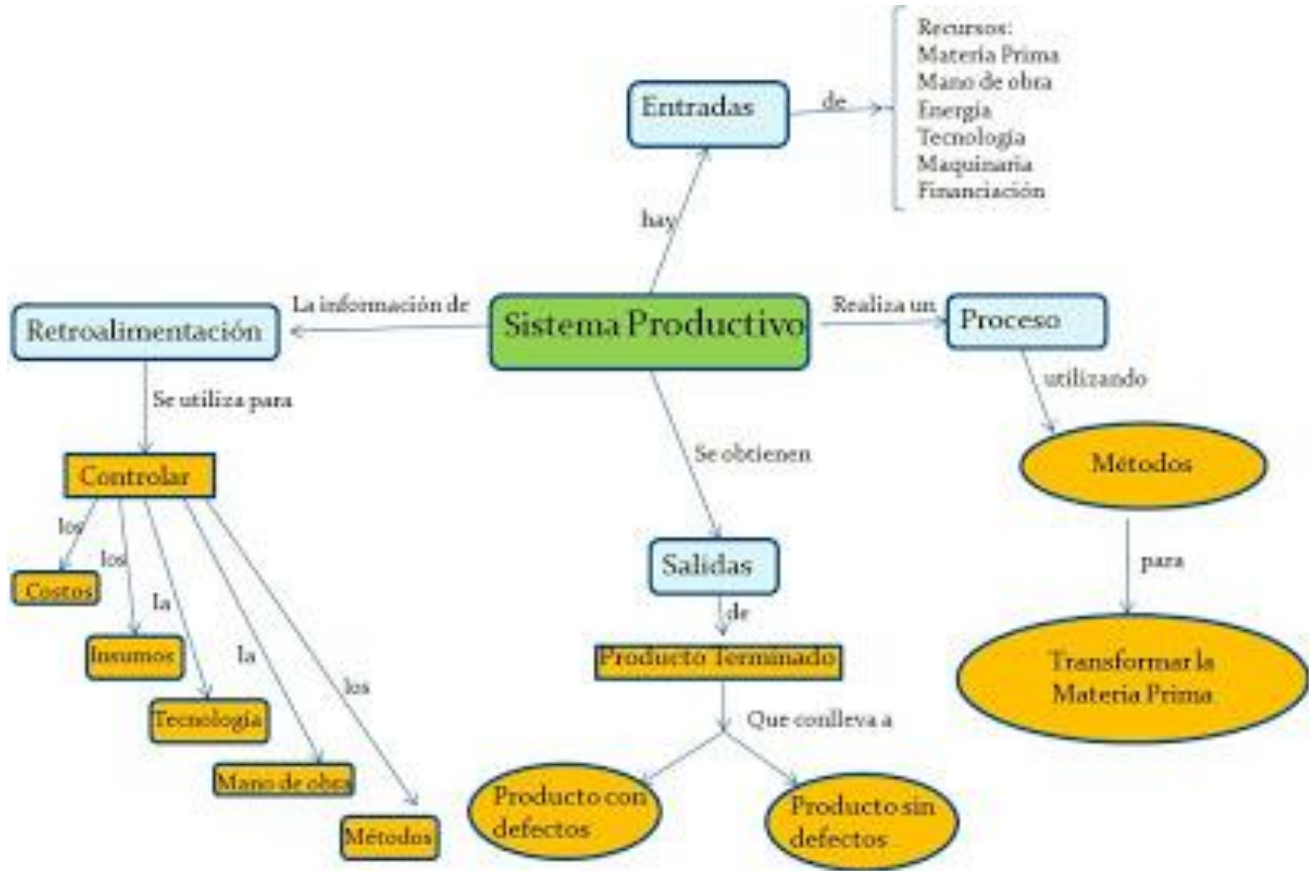 Recursos:
Materia Prima
Mano de obra
Energía
Tecnología
Maquinaria
Financiación
Entradas
de
hay
La información de
Retroalimentación
Sistema Productivo
Realiza un
Proceso
Se utiliza para
utilizando
Controlar
Se obtienen
Métodos
los
Costos
los
Insumos
la
Tecnología
la
Mano de obra
los
Métodos
Salidas
de
Producto Terminado
Que conlleva a
Producto con
defectos
Producto sin
defectos
para
Transformar la
Materia Prima